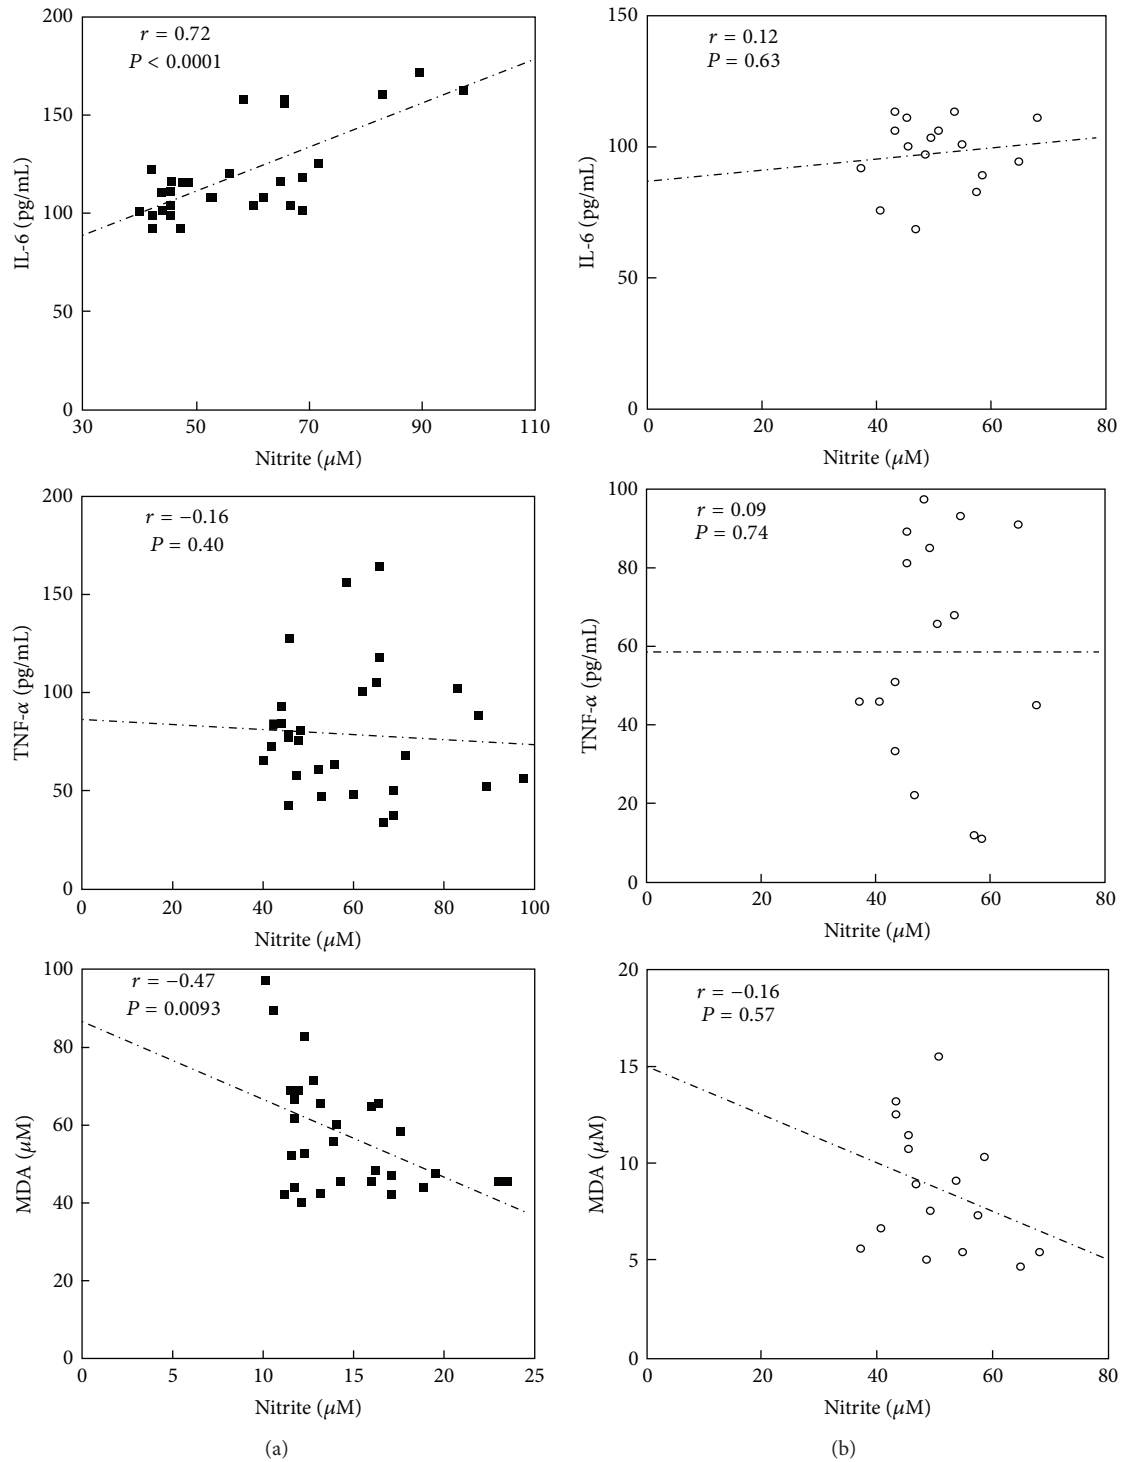 200
150
100
50
0
r = 0.72
P < 0.0001
IL-6 (pg/mL)
30 50 70 90 110
Nitrite (μM)
150
100
50
0
r = 0.12
P = 0.63
IL-6 (pg/mL)
0 20 40 60 80
Nitrite (μM)
200
150
100
50
0
r = −0.16
P = 0.40
TNF-α (pg/mL)
0 20 40 60 80 100
Nitrite (μM)
100
80
60
40
20
0
r = 0.09
P = 0.74
TNF-α (pg/mL)
0 20 40 60 80
Nitrite (μM)
100
80
60
40
20
0
r = −0.47
P = 0.0093
MDA (μM)
0 5 10 15 20 25
Nitrite (μM)
(a)
20
15
10
5
0
r = −0.16
P = 0.57
MDA (μM)
0 20 40 60 80
Nitrite (μM)
(b)